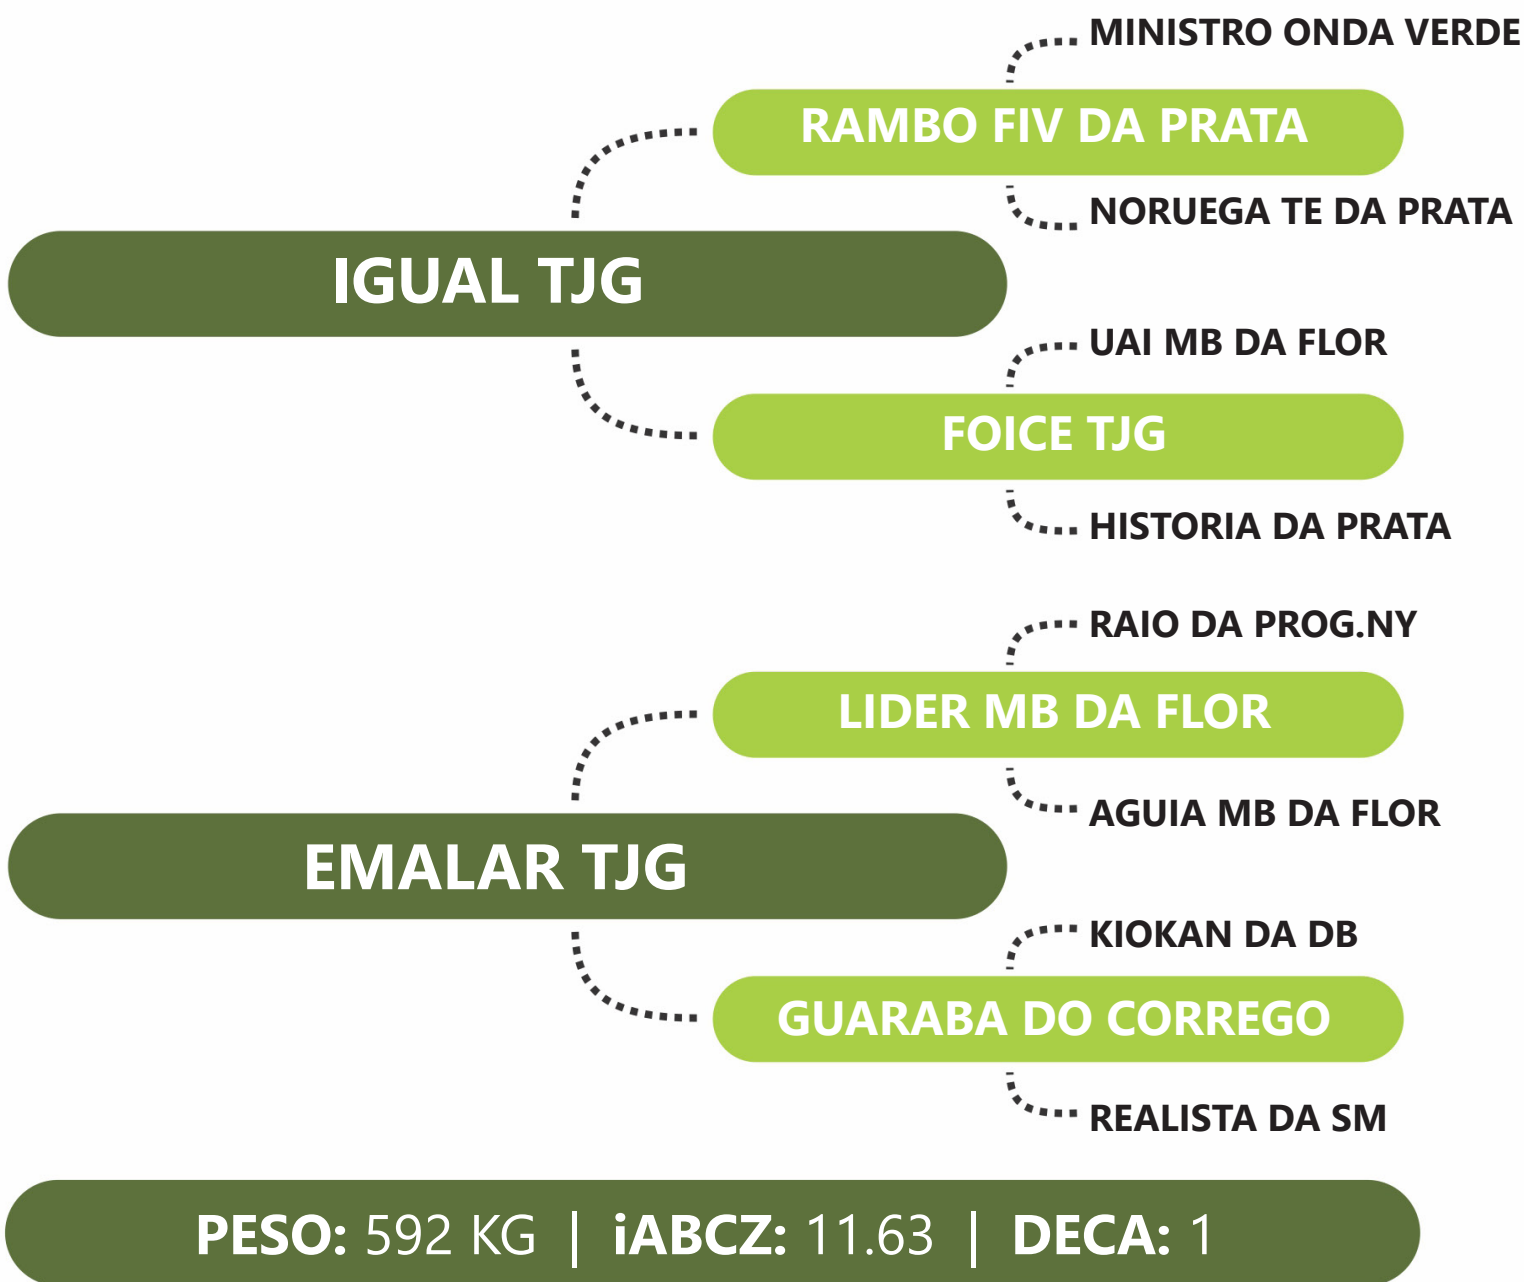 MINISTRO ONDA VERDE
RAMBO FIV DA PRATA
NORUEGA TE DA PRATA
IGUAL TJG
UAI MB DA FLOR
FOICE TJG
HISTORIA DA PRATA
RAIO DA PROG.NY
LIDER MB DA FLOR
AGUIA MB DA FLOR
EMALAR TJG
KIOKAN DA DB
GUARABA DO CORREGO
REALISTA DA SM
PESO: 592 KG | iABCZ: 11.63 | DECA: 1